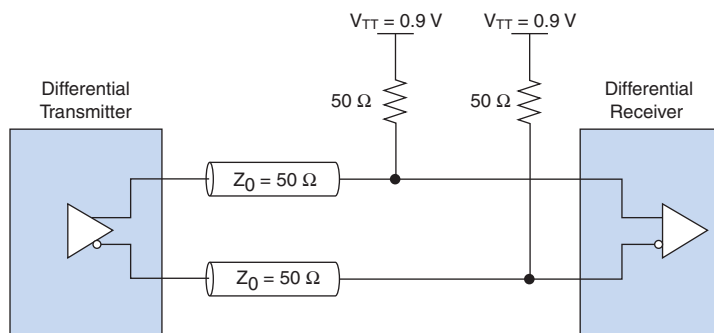 V_TT = 0.9 V V_TT = 0.9 V
Differential
Transmitter
50 Ω 50 Ω
Differential
Receiver
Z_0 = 50 Ω
Z_0 = 50 Ω